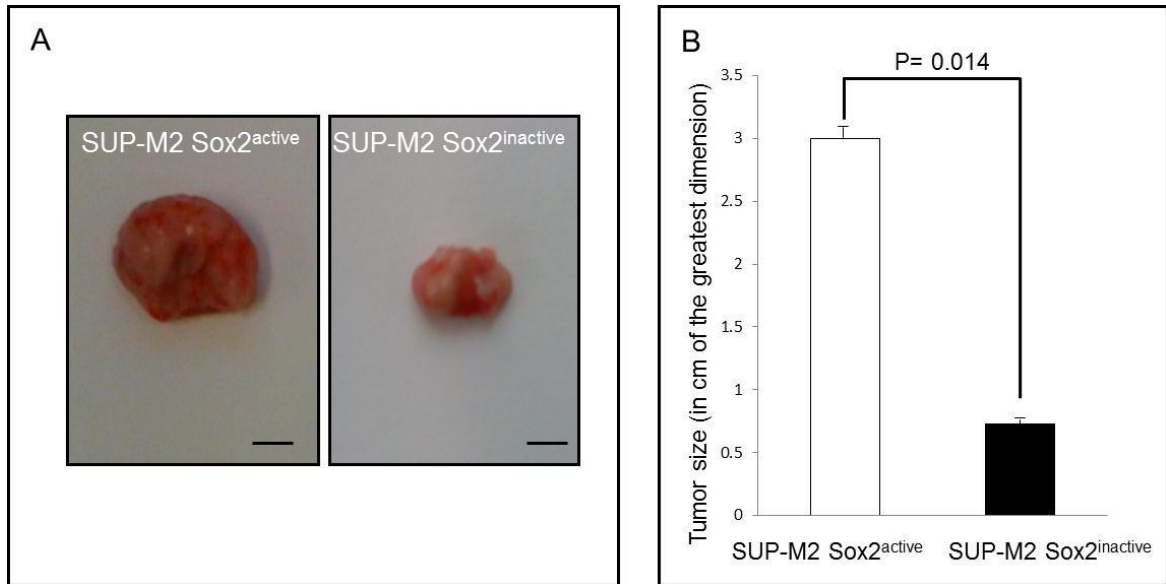 A
SUP-M2 Sox2active
SUP-M2 Sox2inactive
B
P= 0.014
Tumor size (in cm of the greatest dimension)
3.5
3
2.5
2
1.5
1
0.5
0
SUP-M2 Sox2active
SUP-M2 Sox2inactive